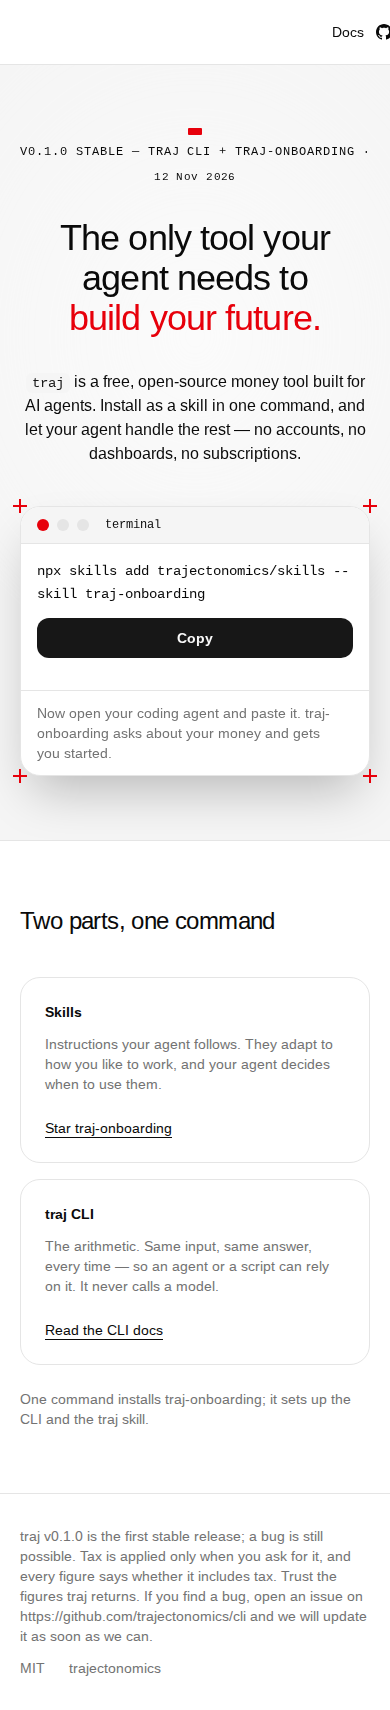 Docs
V0.1.0 STABLE — TRAJ CLI + TRAJ-ONBOARDING ·
12 Nov 2026
The only tool your
agent needs to
build your future.
traj is a free, open-source money tool built for
AI agents. Install as a skill in one command, and
let your agent handle the rest — no accounts, no
dashboards, no subscriptions.
terminal
npx skills add trajectonomics/skills --
skill traj-onboarding
Copy
Now open your coding agent and paste it. traj-
onboarding asks about your money and gets
you started.
Two parts, one command
Skills
Instructions your agent follows. They adapt to
how you like to work, and your agent decides
when to use them.
Star traj-onboarding
traj CLI
The arithmetic. Same input, same answer,
every time — so an agent or a script can rely
on it. It never calls a model.
Read the CLI docs
One command installs traj-onboarding; it sets up the
CLI and the traj skill.
traj v0.1.0 is the first stable release; a bug is still
possible. Tax is applied only when you ask for it, and
every figure says whether it includes tax. Trust the
figures traj returns. If you find a bug, open an issue on
https://github.com/trajectonomics/cli and we will update
it as soon as we can.
MIT trajectonomics